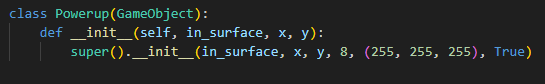 class Powerup(GameObject):
    def __init__(self, in_surface, x, y):
        super().__init__(in_surface, x, y, 8, (255, 255, 255), True)